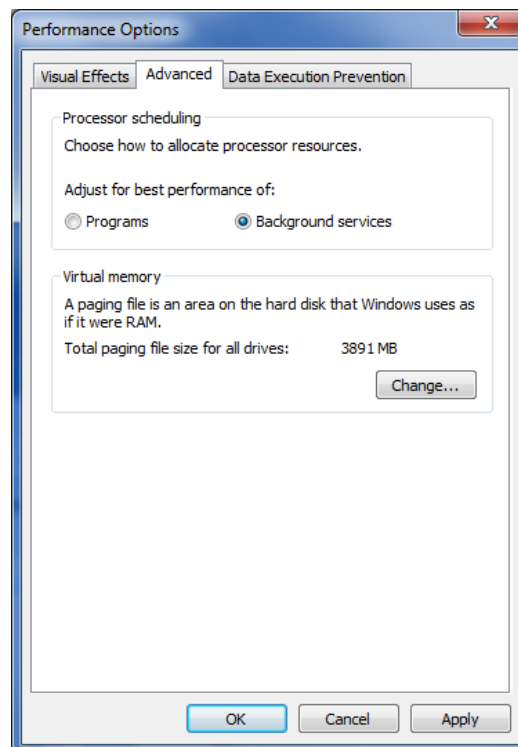 Performance Options
Visual Effects Advanced Data Execution Prevention
Processor scheduling
Choose how to allocate processor resources.
Adjust for best performance of:
Programs Background services
Virtual memory
A paging file is an area on the hard disk that Windows uses as
if it were RAM.
Total paging file size for all drives: 3891 MB
Change...
OK Cancel Apply